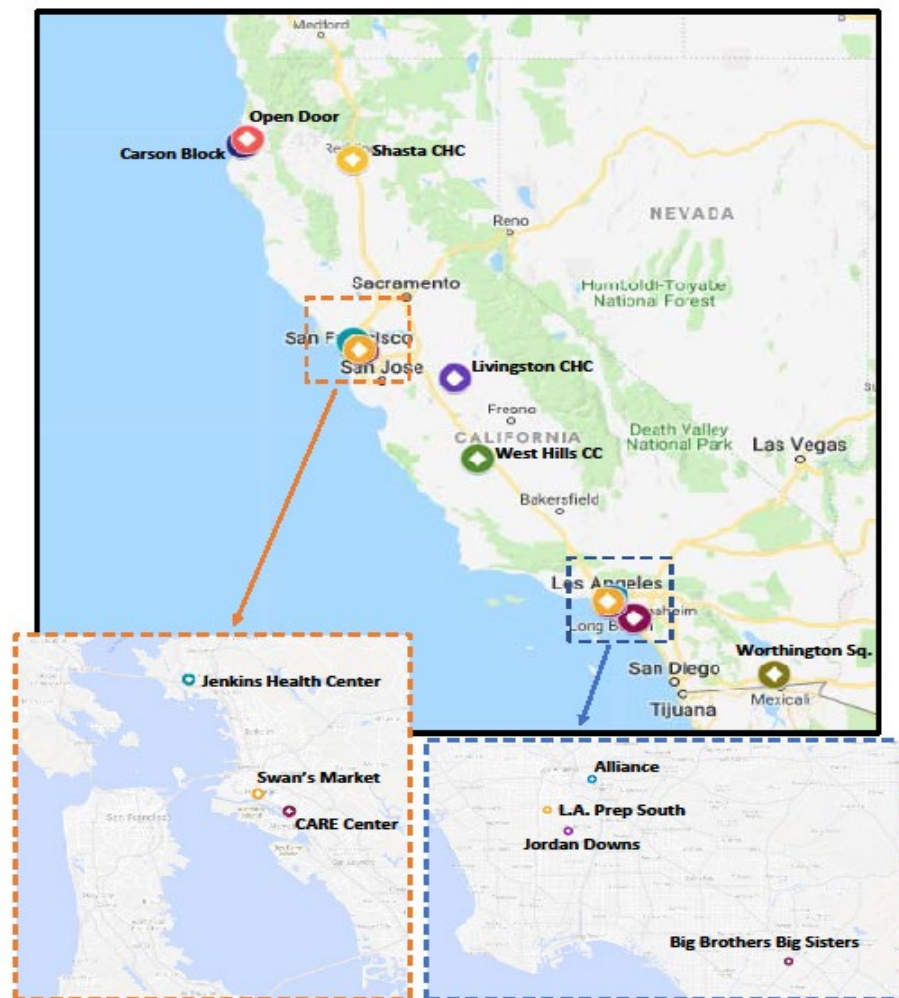 Medford
Open Door
Carson Block
Shasta CHC
NEVADA
Reno
Humboldt-Toiyabe
National Forest
Sacramento
San Francisco
San Jose
Livingston CHC
Fresno
CALIFORNIA
Death Valley
National Park
Las Vegas
West Hills CC
Bakersfield
Los Angeles
Long B
San Diego
Tijuana
Worthington Sq.
Mexicali
Jenkins Health Center
Swan's Market
San Francisco
CARE Center
Alliance
L.A. Prep South
Jordan Downs
Big Brothers Big Sisters